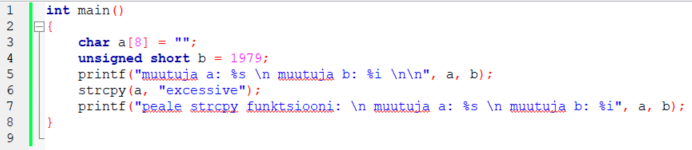 1 int main()
2 {
3 char a[8] = "";
4 unsigned short b = 1979;
5 printf("muutuja a: %s \n muutuja b: %i \n\n", a, b);
6 strcpy(a, "excessive");
7 printf("peale strcpy funktsiooni: \n muutuja a: %s \n muutuja b: %i", a, b);
8 }
9